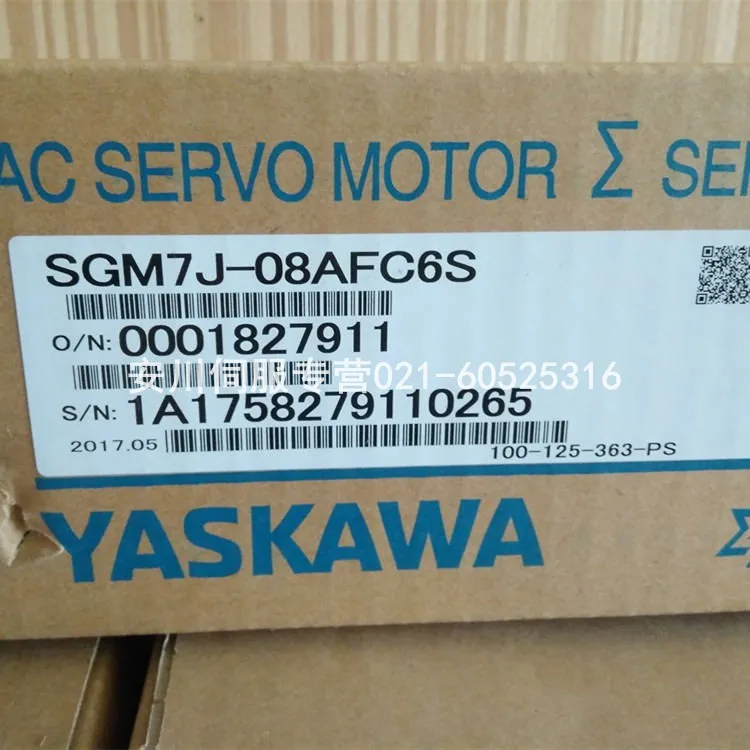 AC SERVO MOTOR Σ SER
SGM7J-08AFC6S
O/N: 0001827911
安川伺服专营021-60525316
S/N: 1A1758279110265
2017.05
100-125-363-PS
YASKAWA